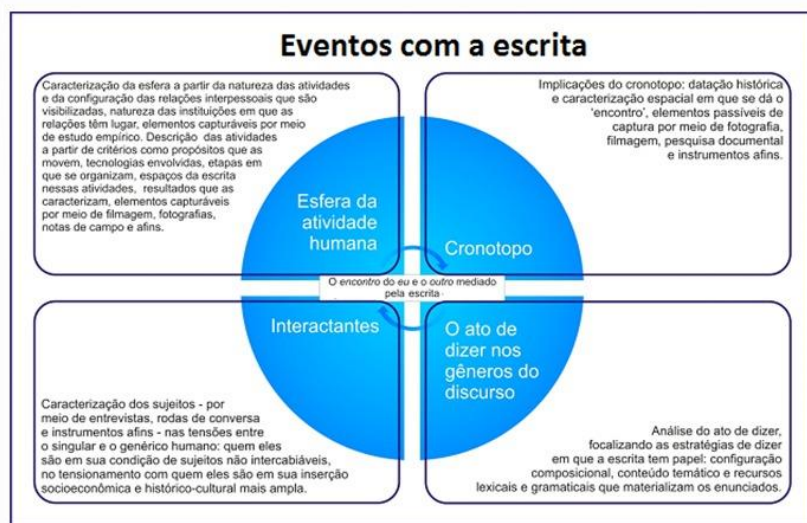 Eventos com a escrita
Caracterização da esfera a partir da natureza das atividades
e da configuração das relações interpessoais que são
visibilizadas, natureza das instituições em que as
relações têm lugar, elementos capturáveis por meio
de estudo empírico. Descrição das atividades
a partir de critérios como propósitos que as
movem, tecnologias envolvidas, etapas em
que se organizam, espaços da escrita
nessas atividades, resultados que as
caracterizam, elementos capturáveis
por meio de filmagem, fotografias,
notas de campo e afins.
Esfera da
atividade
humana
Implicações do cronotopo: datação histórica
e caracterização espacial em que se dá o
‘encontro’, elementos passíveis de
captura por meio de fotografia,
filmagem, pesquisa documental
e instrumentos afins.
Cronotopo
O encontro do eu e o outro mediado
pela escrita
Interactantes
Caracterização dos sujeitos - por
meio de entrevistas, rodas de conversa
e instrumentos afins - nas tensões entre
o singular e o genérico humano: quem eles
são em sua condição de sujeitos não intercabiáveis,
no tensionamento com quem eles são em sua inserção
socioeconômica e histórico-cultural mais ampla.
O ato de
dizer nos
gêneros do
discurso
Análise do ato de dizer,
focalizando as estratégias de dizer
em que a escrita tem papel: configuração
composicional, conteúdo temático e recursos
lexicais e gramaticais que materializam os enunciados.